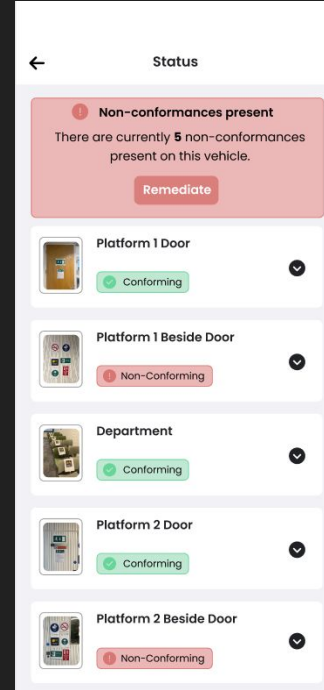 Status
Non-conformances present
There are currently 5 non-conformances
present on this vehicle.
Remediate
Platform 1 Door
Conforming
Platform 1 Beside Door
Non-Conforming
Department
Conforming
Platform 2 Door
Conforming
Platform 2 Beside Door
Non-Conforming